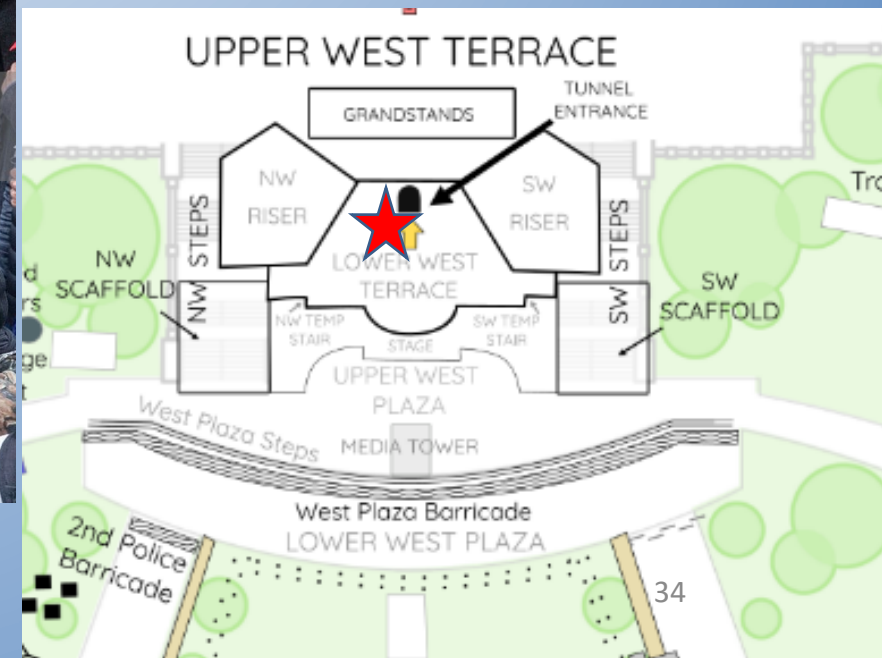 UPPER WEST TERRACE
TUNNEL
ENTRANCE
GRANDSTANDS
NW
RISER
SW
RISER
NW STEPS
SW STEPS
LOWER WEST
TERRACE
NW
SCAFFOLD
SW
SCAFFOLD
NW TEMP
STAIR
SW TEMP
STAIR
STAGE
UPPER WEST
PLAZA
West Plaza Steps
MEDIA TOWER
West Plaza Barricade
LOWER WEST PLAZA
2nd Police
Barricade
34